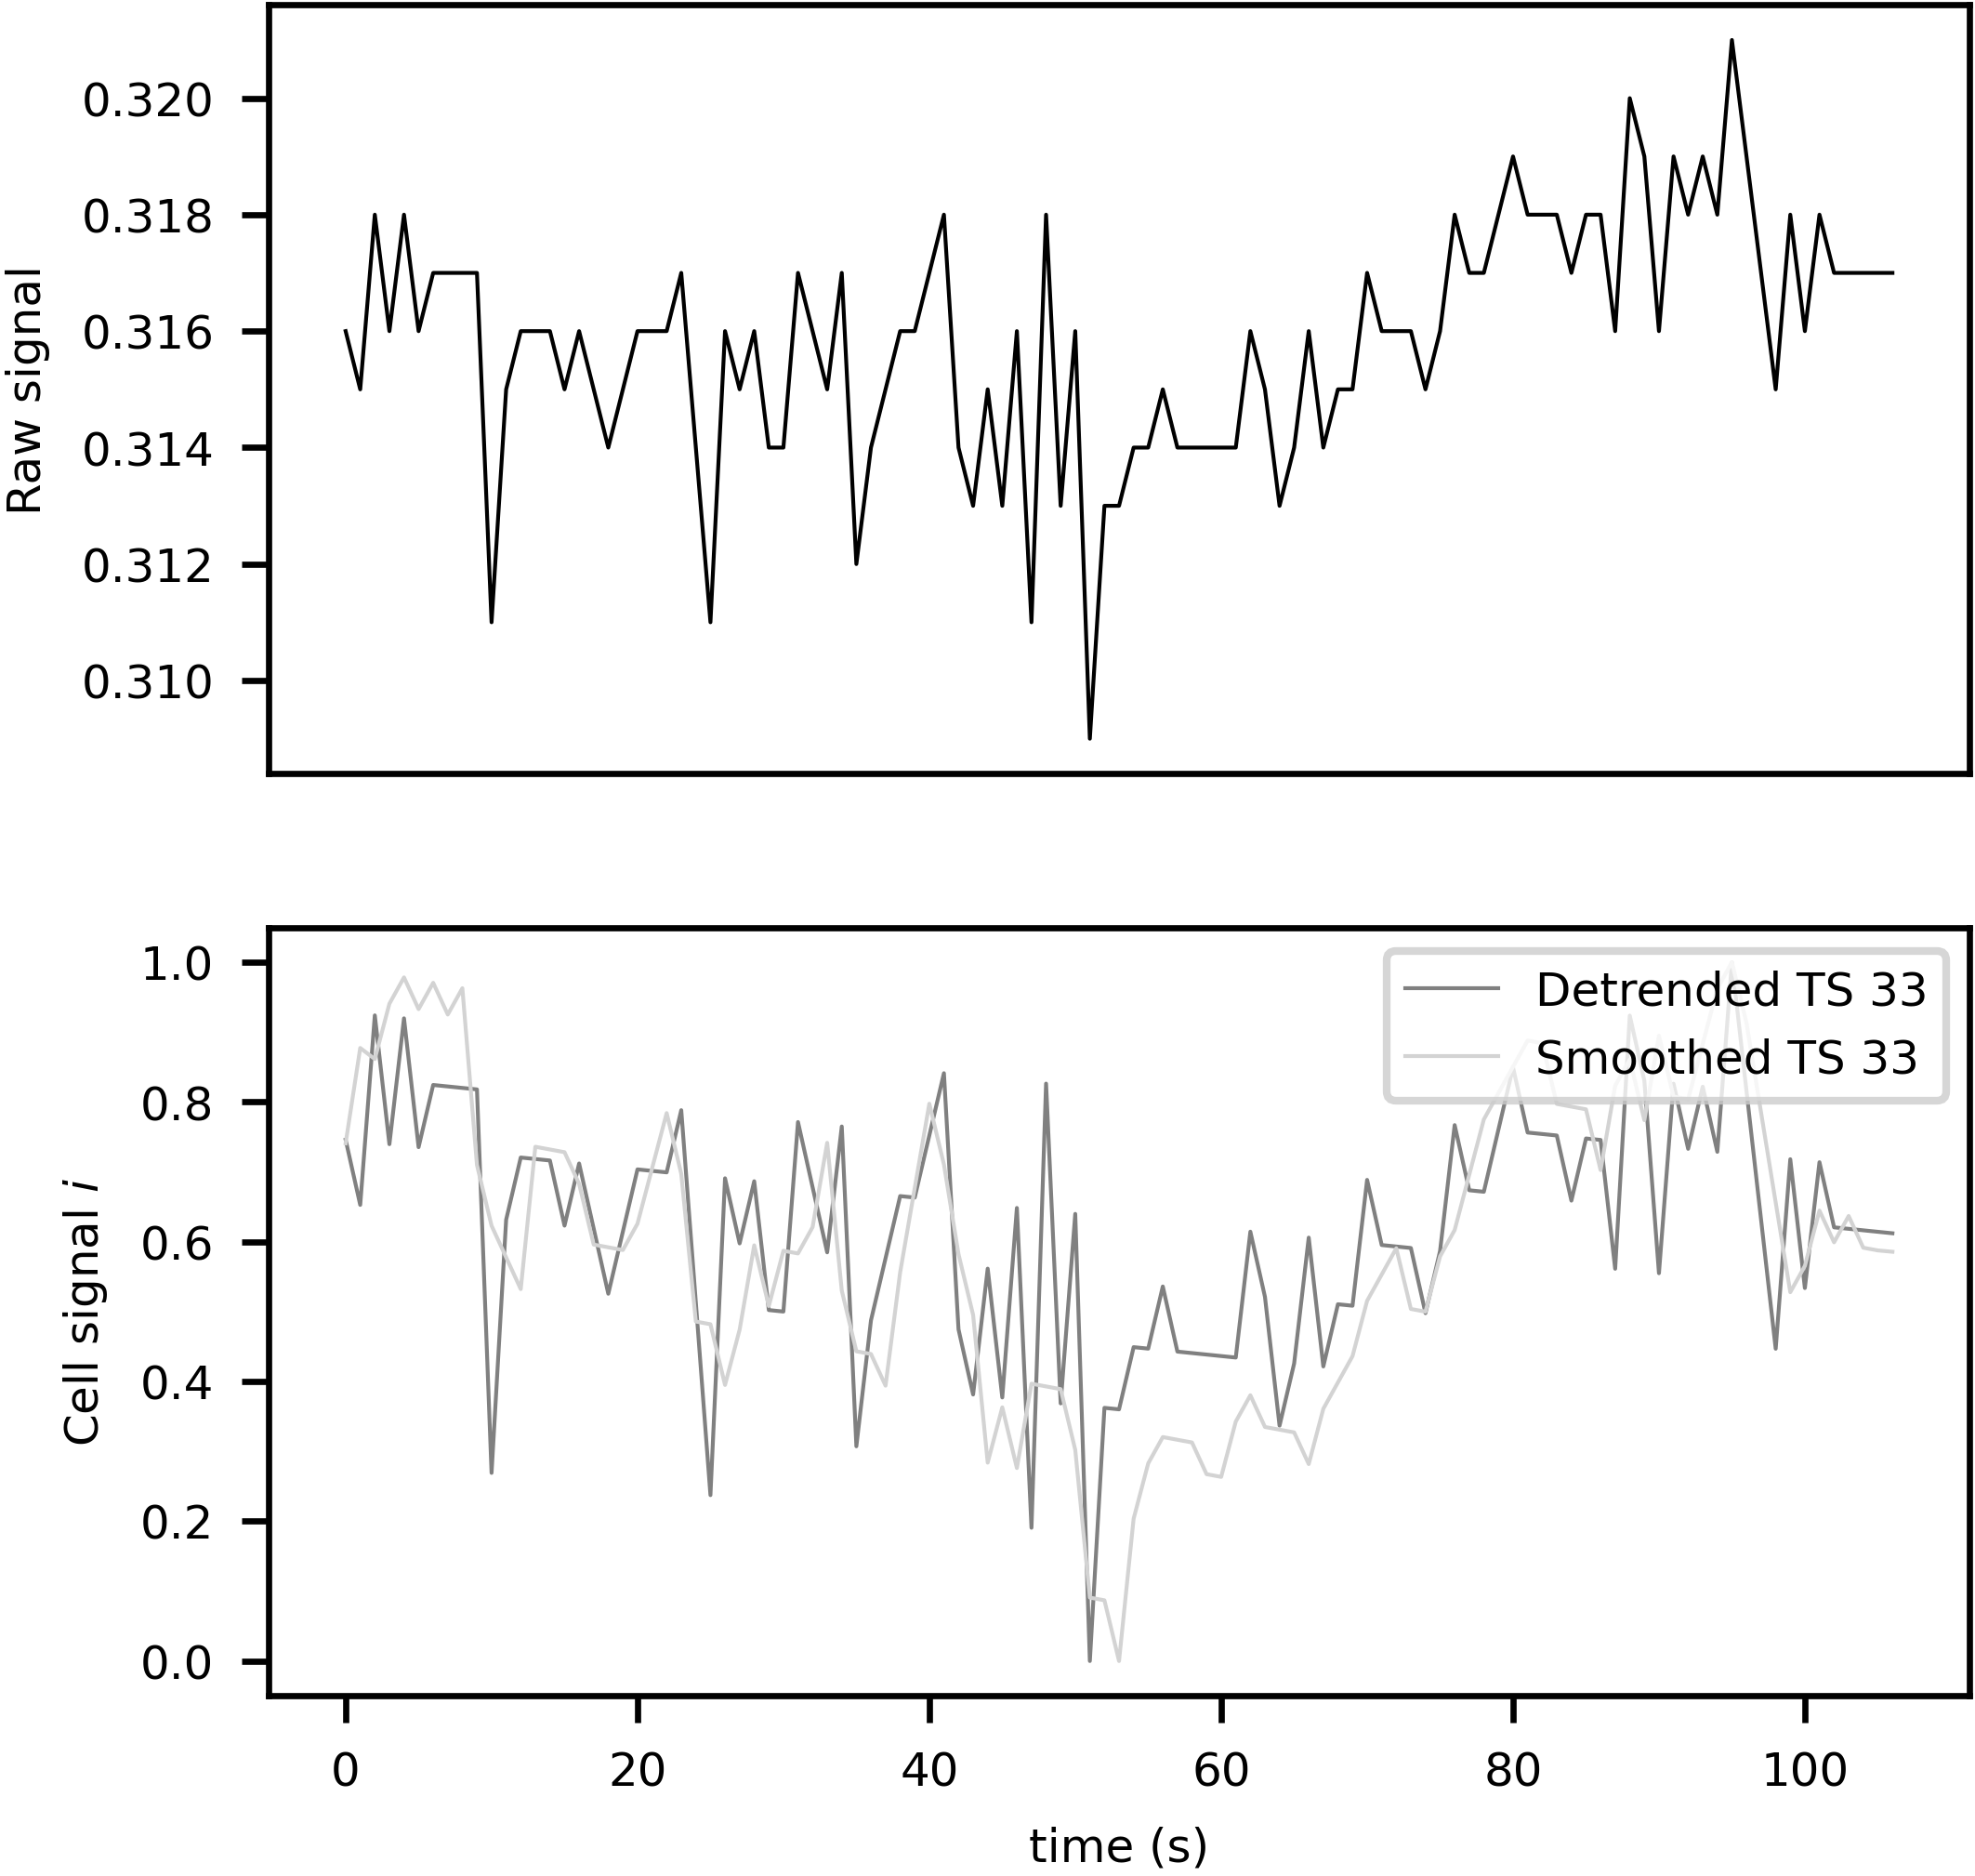 0.320
0.318
0.316
0.314
0.312
0.310
Raw signal
1.0
0.8
0.6
0.4
0.2
0.0
Cell signal i
Detrended TS 33
Smoothed TS 33
0 20 40 60 80 100
time (s)